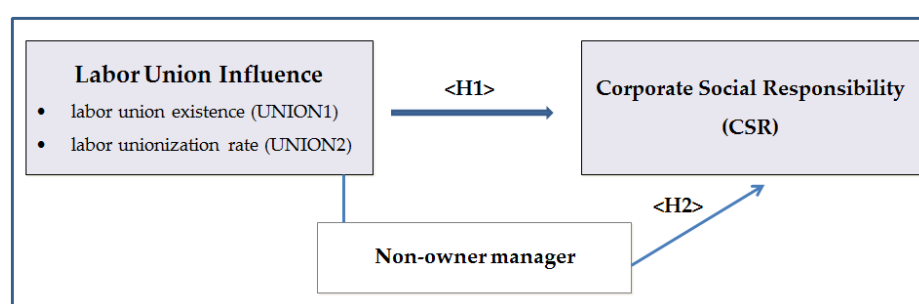 Labor Union Influence
• labor union existence (UNION1)
• labor unionization rate (UNION2)
<H1>
Corporate Social Responsibility
(CSR)
<H2>
Non-owner manager